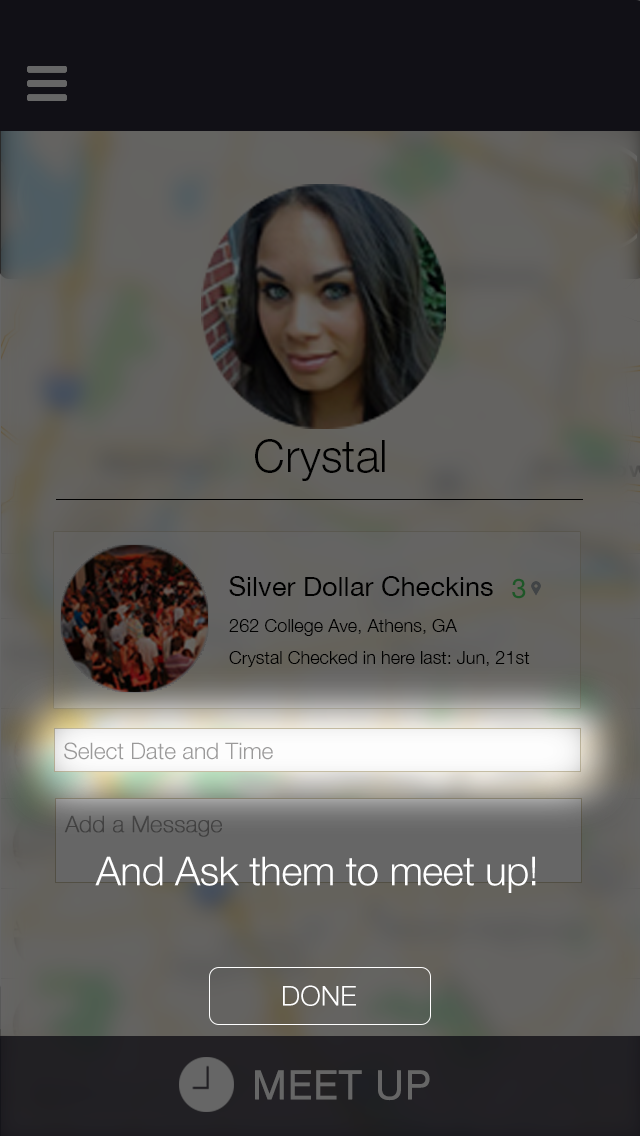 Crystal
Silver Dollar Checkins 3
262 College Ave, Athens, GA
Crystal Checked in here last: Jun, 21st
Select Date and Time
Add a Message
And Ask them to meet up!
DONE
MEET UP